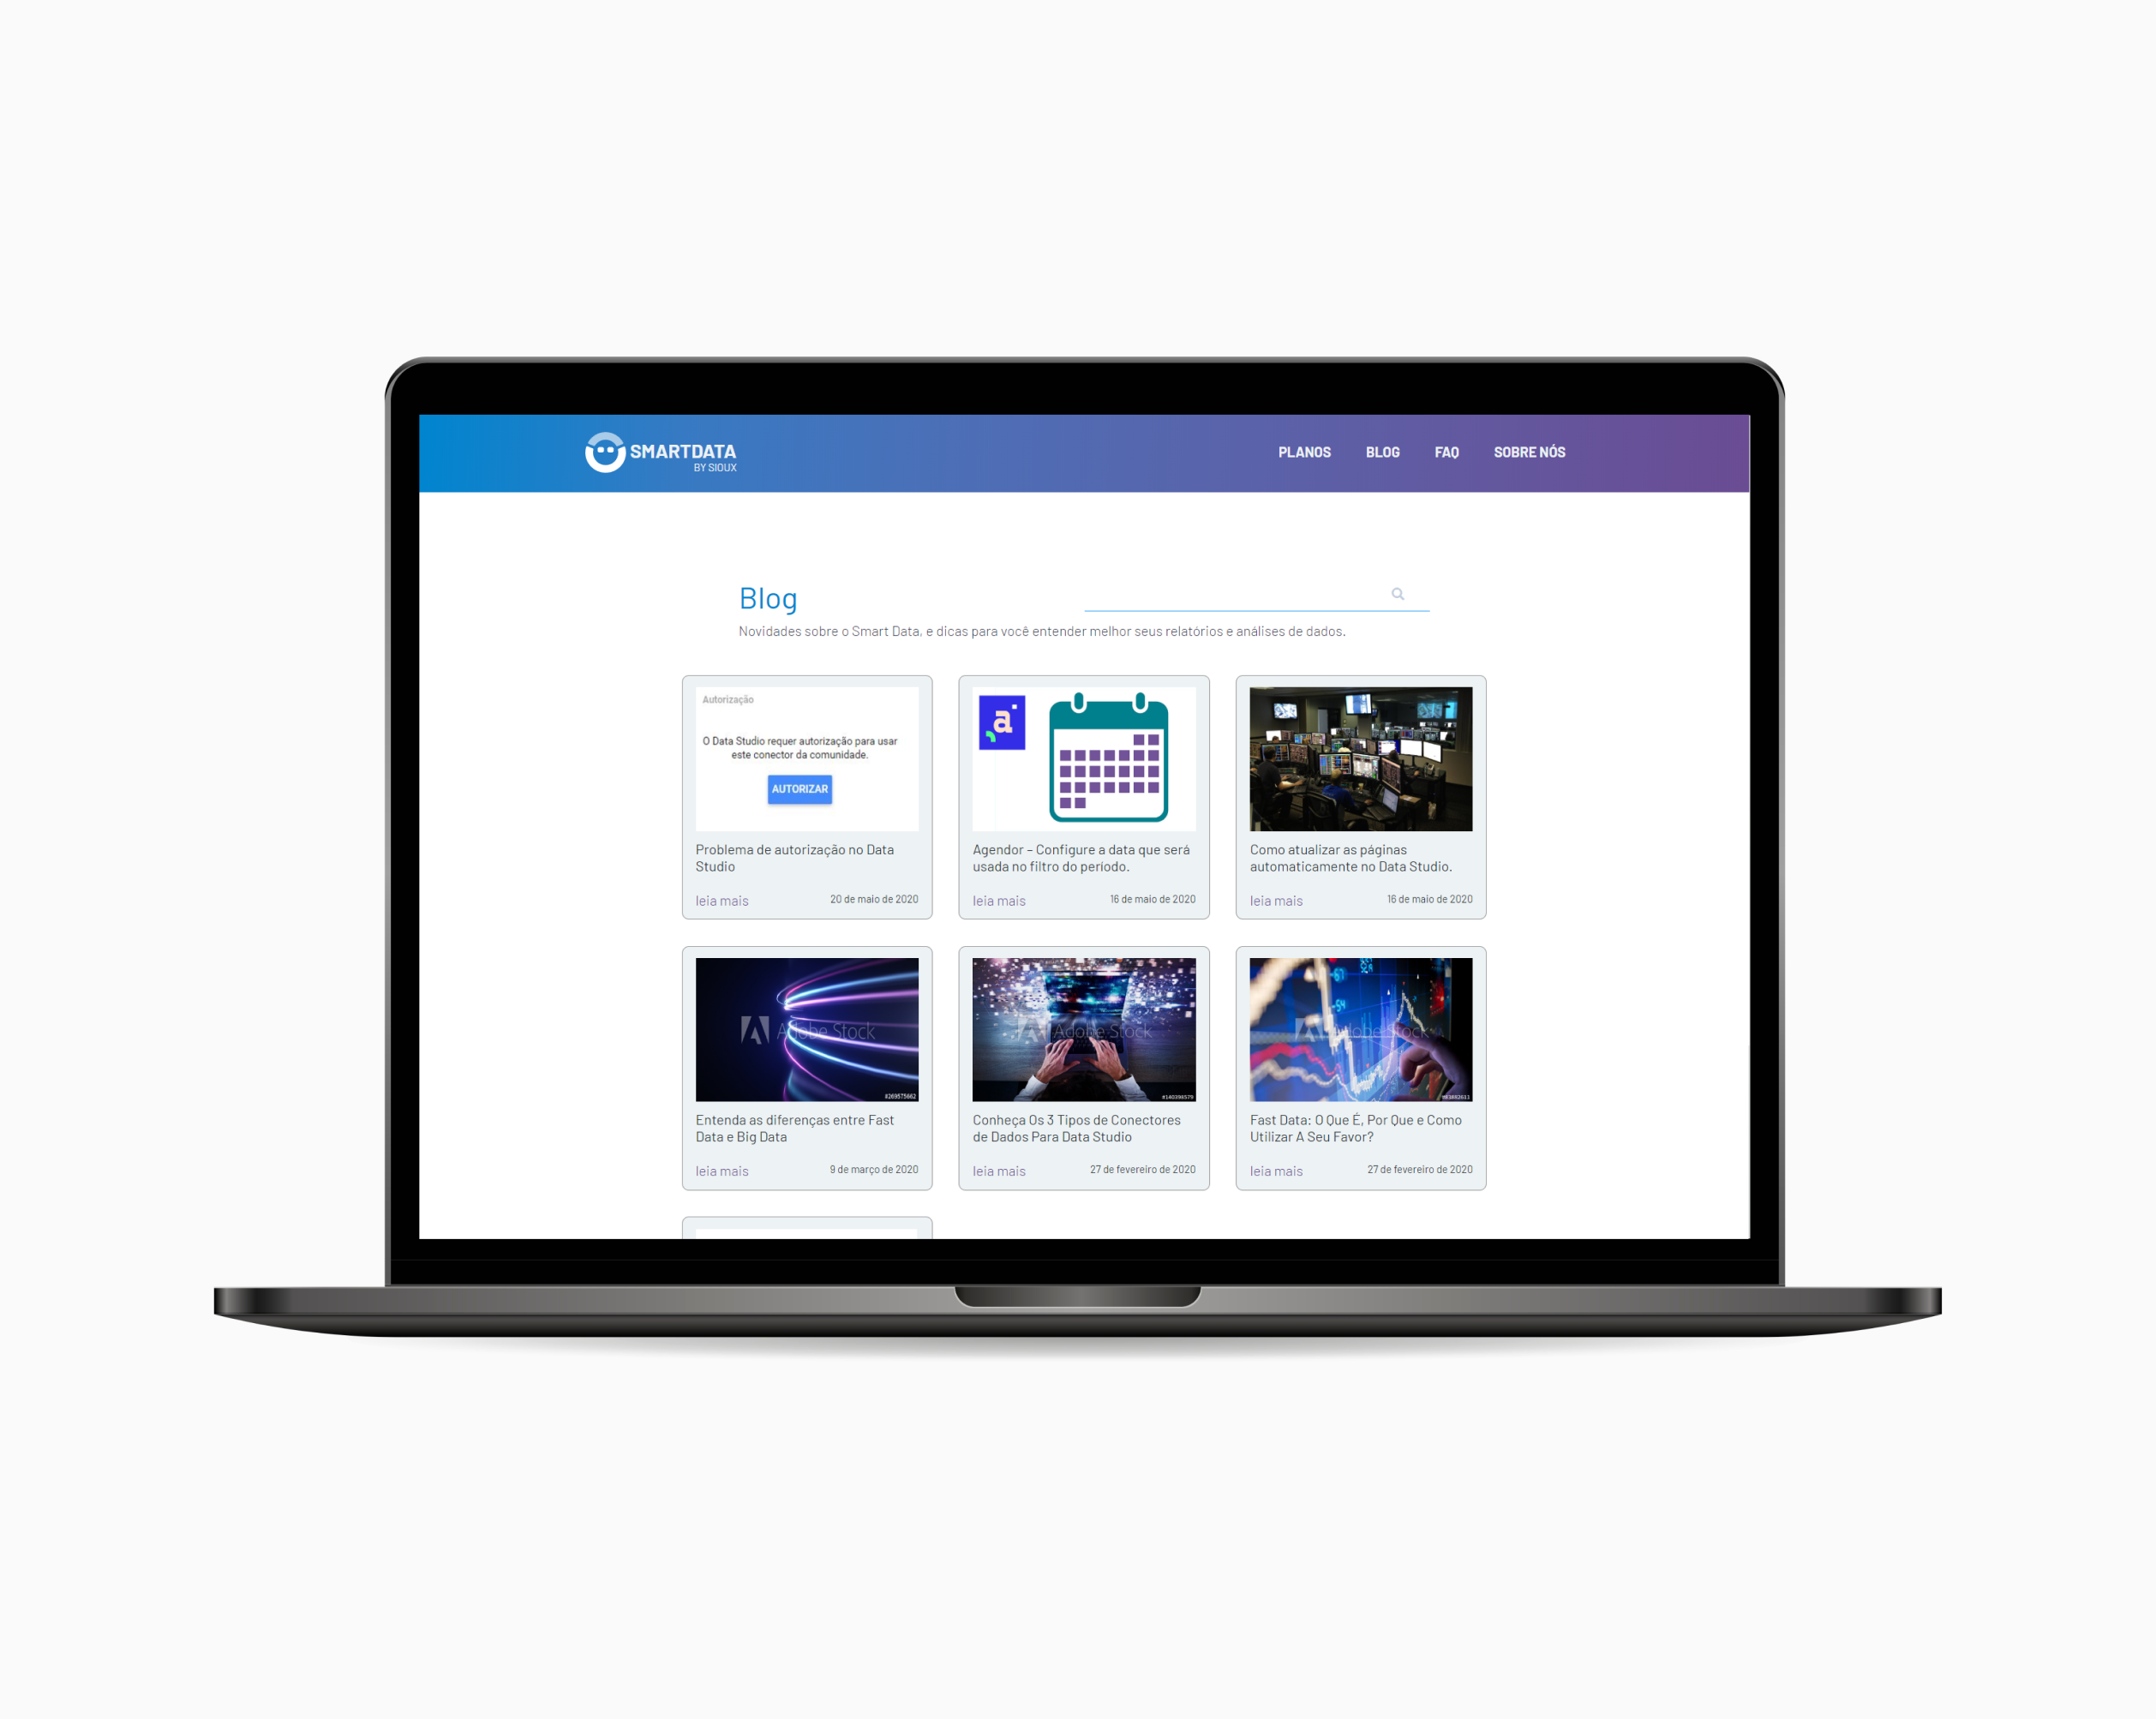 SMARTDATA
BY SIOUX
PLANOS BLOG FAQ SOBRE NÓS
Blog
Novidades sobre o Smart Data, e dicas para você entender melhor seus relatórios e análises de dados.
Autorização
O Data Studio requer autorização para usar
este conector da comunidade.
AUTORIZAR
Problema de autorização no Data
Studio
leia mais 20 de maio de 2020
a
Agendor – Configure a data que será
usada no filtro do período.
leia mais 16 de maio de 2020
Como atualizar as páginas
automaticamente no Data Studio.
leia mais 16 de maio de 2020
Adobe Stock
#269575662
Entenda as diferenças entre Fast
Data e Big Data
leia mais 9 de março de 2020
Adobe Stock
#140398579
Conheça Os 3 Tipos de Conectores
de Dados Para Data Studio
leia mais 27 de fevereiro de 2020
Adobe Stock
Fast Data: O Que É, Por Que e Como
Utilizar A Seu Favor?
leia mais 27 de fevereiro de 2020